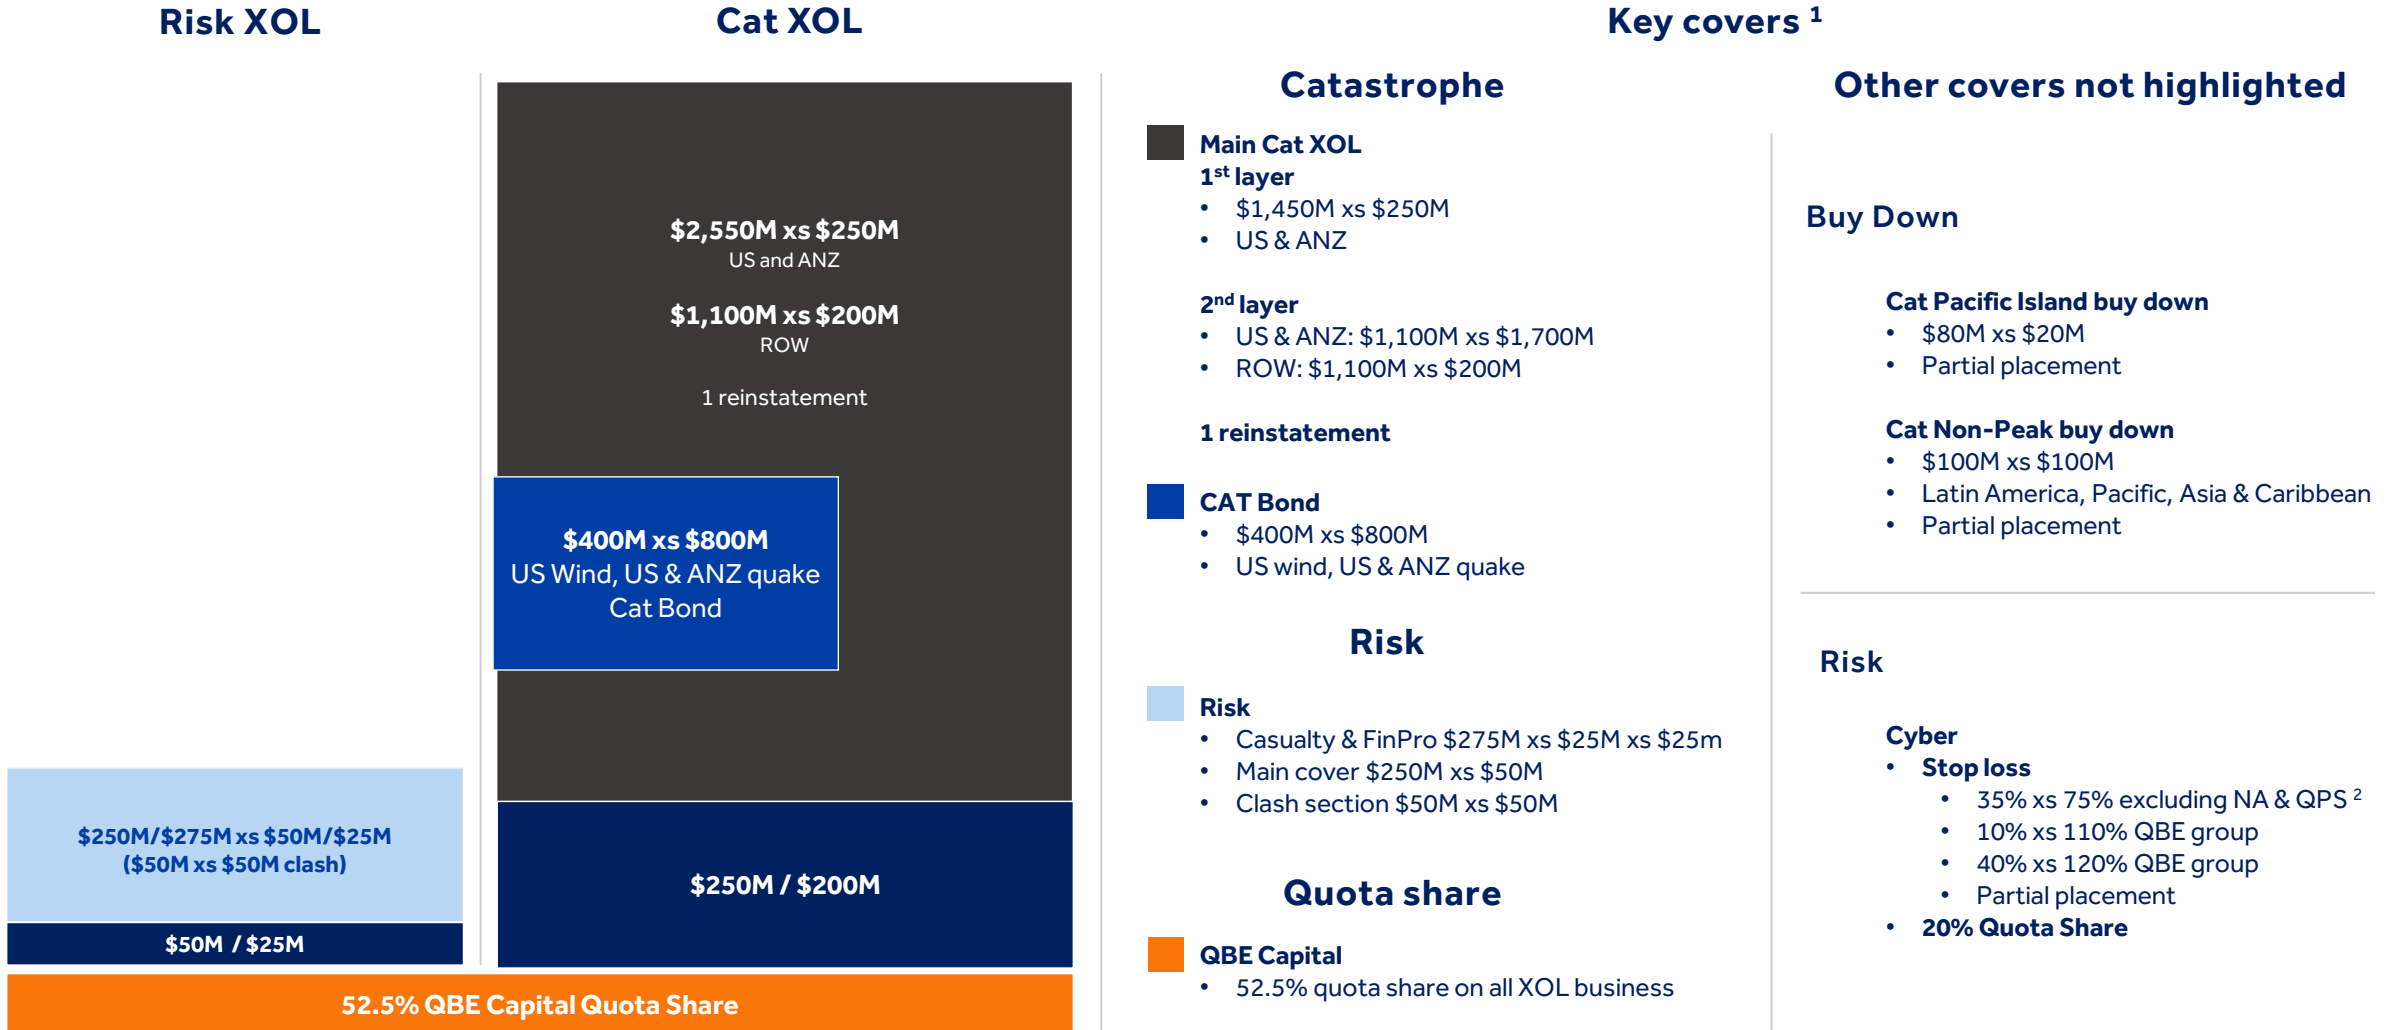 Risk XOL
Cat XOL
Key covers ¹
$2,550M xs $250M
US and ANZ
$1,100M xs $200M
ROW
1 reinstatement
$400M xs $800M
US Wind, US & ANZ quake
Cat Bond
$250M/$275M xs $50M/$25M
($50M xs $50M clash)
$50M / $25M
$250M / $200M
52.5% QBE Capital Quota Share
Catastrophe
Main Cat XOL
1st layer
• $1,450M xs $250M
• US & ANZ
2nd layer
• US & ANZ: $1,100M xs $1,700M
• ROW: $1,100M xs $200M
1 reinstatement
CAT Bond
• $400M xs $800M
• US wind, US & ANZ quake
Risk
Risk
• Casualty & FinPro $275M xs $25M xs $25m
• Main cover $250M xs $50M
• Clash section $50M xs $50M
Quota share
QBE Capital
• 52.5% quota share on all XOL business
Other covers not highlighted
Buy Down
Cat Pacific Island buy down
• $80M xs $20M
• Partial placement
Cat Non-Peak buy down
• $100M xs $100M
• Latin America, Pacific, Asia & Caribbean
• Partial placement
Risk
Cyber
• Stop loss
• 35% xs 75% excluding NA & QPS ²
• 10% xs 110% QBE group
• 40% xs 120% QBE group
• Partial placement
• 20% Quota Share